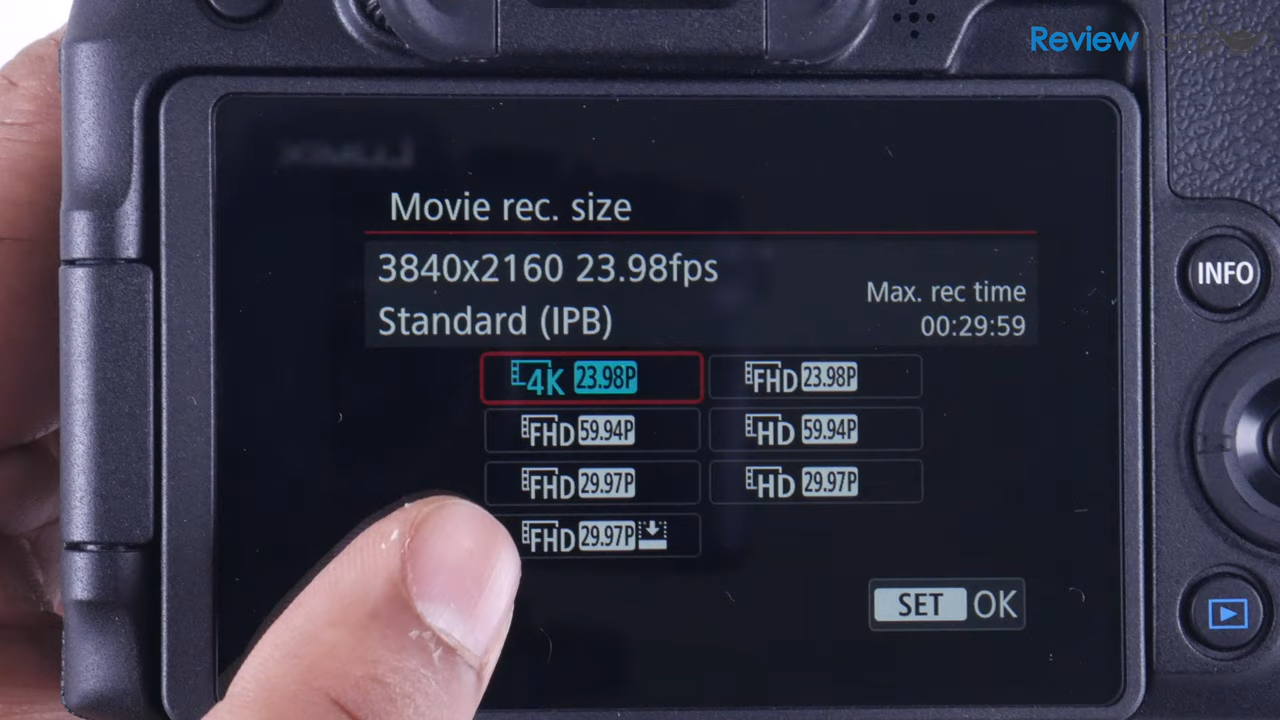 Review
Movie rec. size
3840x2160 23.98fps
Standard (IPB)
Max. rec time
00:29:59
4K 23.98P
FHD 23.98P
FHD 59.94P
HD 59.94P
FHD 29.97P
HD 29.97P
FHD 29.97P
SET OK
INFO